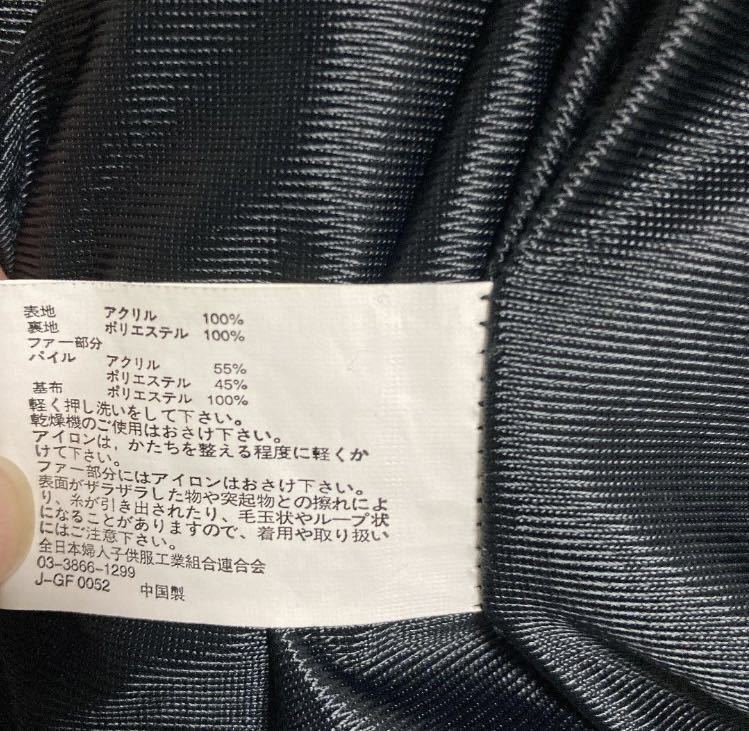 表地 アクリル 100%
裏地 ポリエステル 100%
ファー部分
パイル アクリル 55%
ポリエステル 45%
基布 ポリエステル 100%
軽く押し洗いをして下さい。
乾燥機のご使用はおさけ下さい。
アイロンは、かたちを整える程度に軽くか
けて下さい。
ファー部分にはアイロンはおさけ下さい。
表面がザラザラした物や突起物との擦れによ
り、糸が引き出されたり、毛玉状やループ状
になることがありますので、着用や取り扱い
にはご注意下さい。
全日本婦人子供服工業組合連合会
03-3866-1299
J-GF 0052 中国製